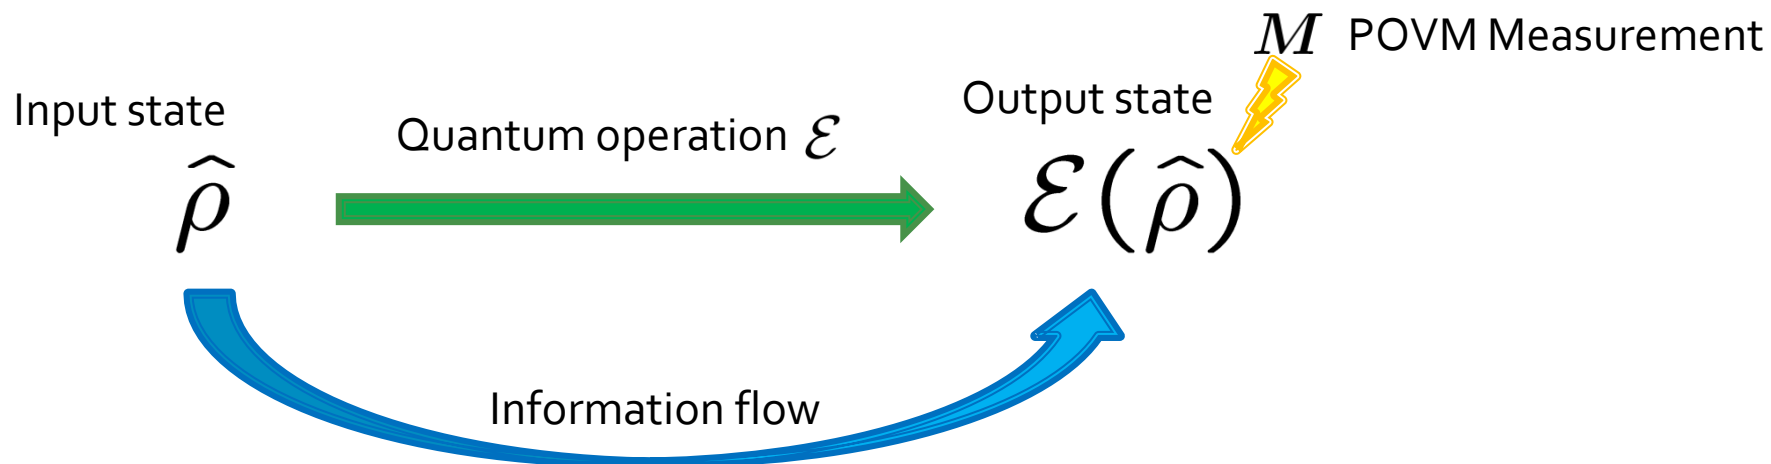 M POVM Measurement
Input state
Quantum operation ℰ
Output state
ρ̂
ℰ(ρ̂)
Information flow